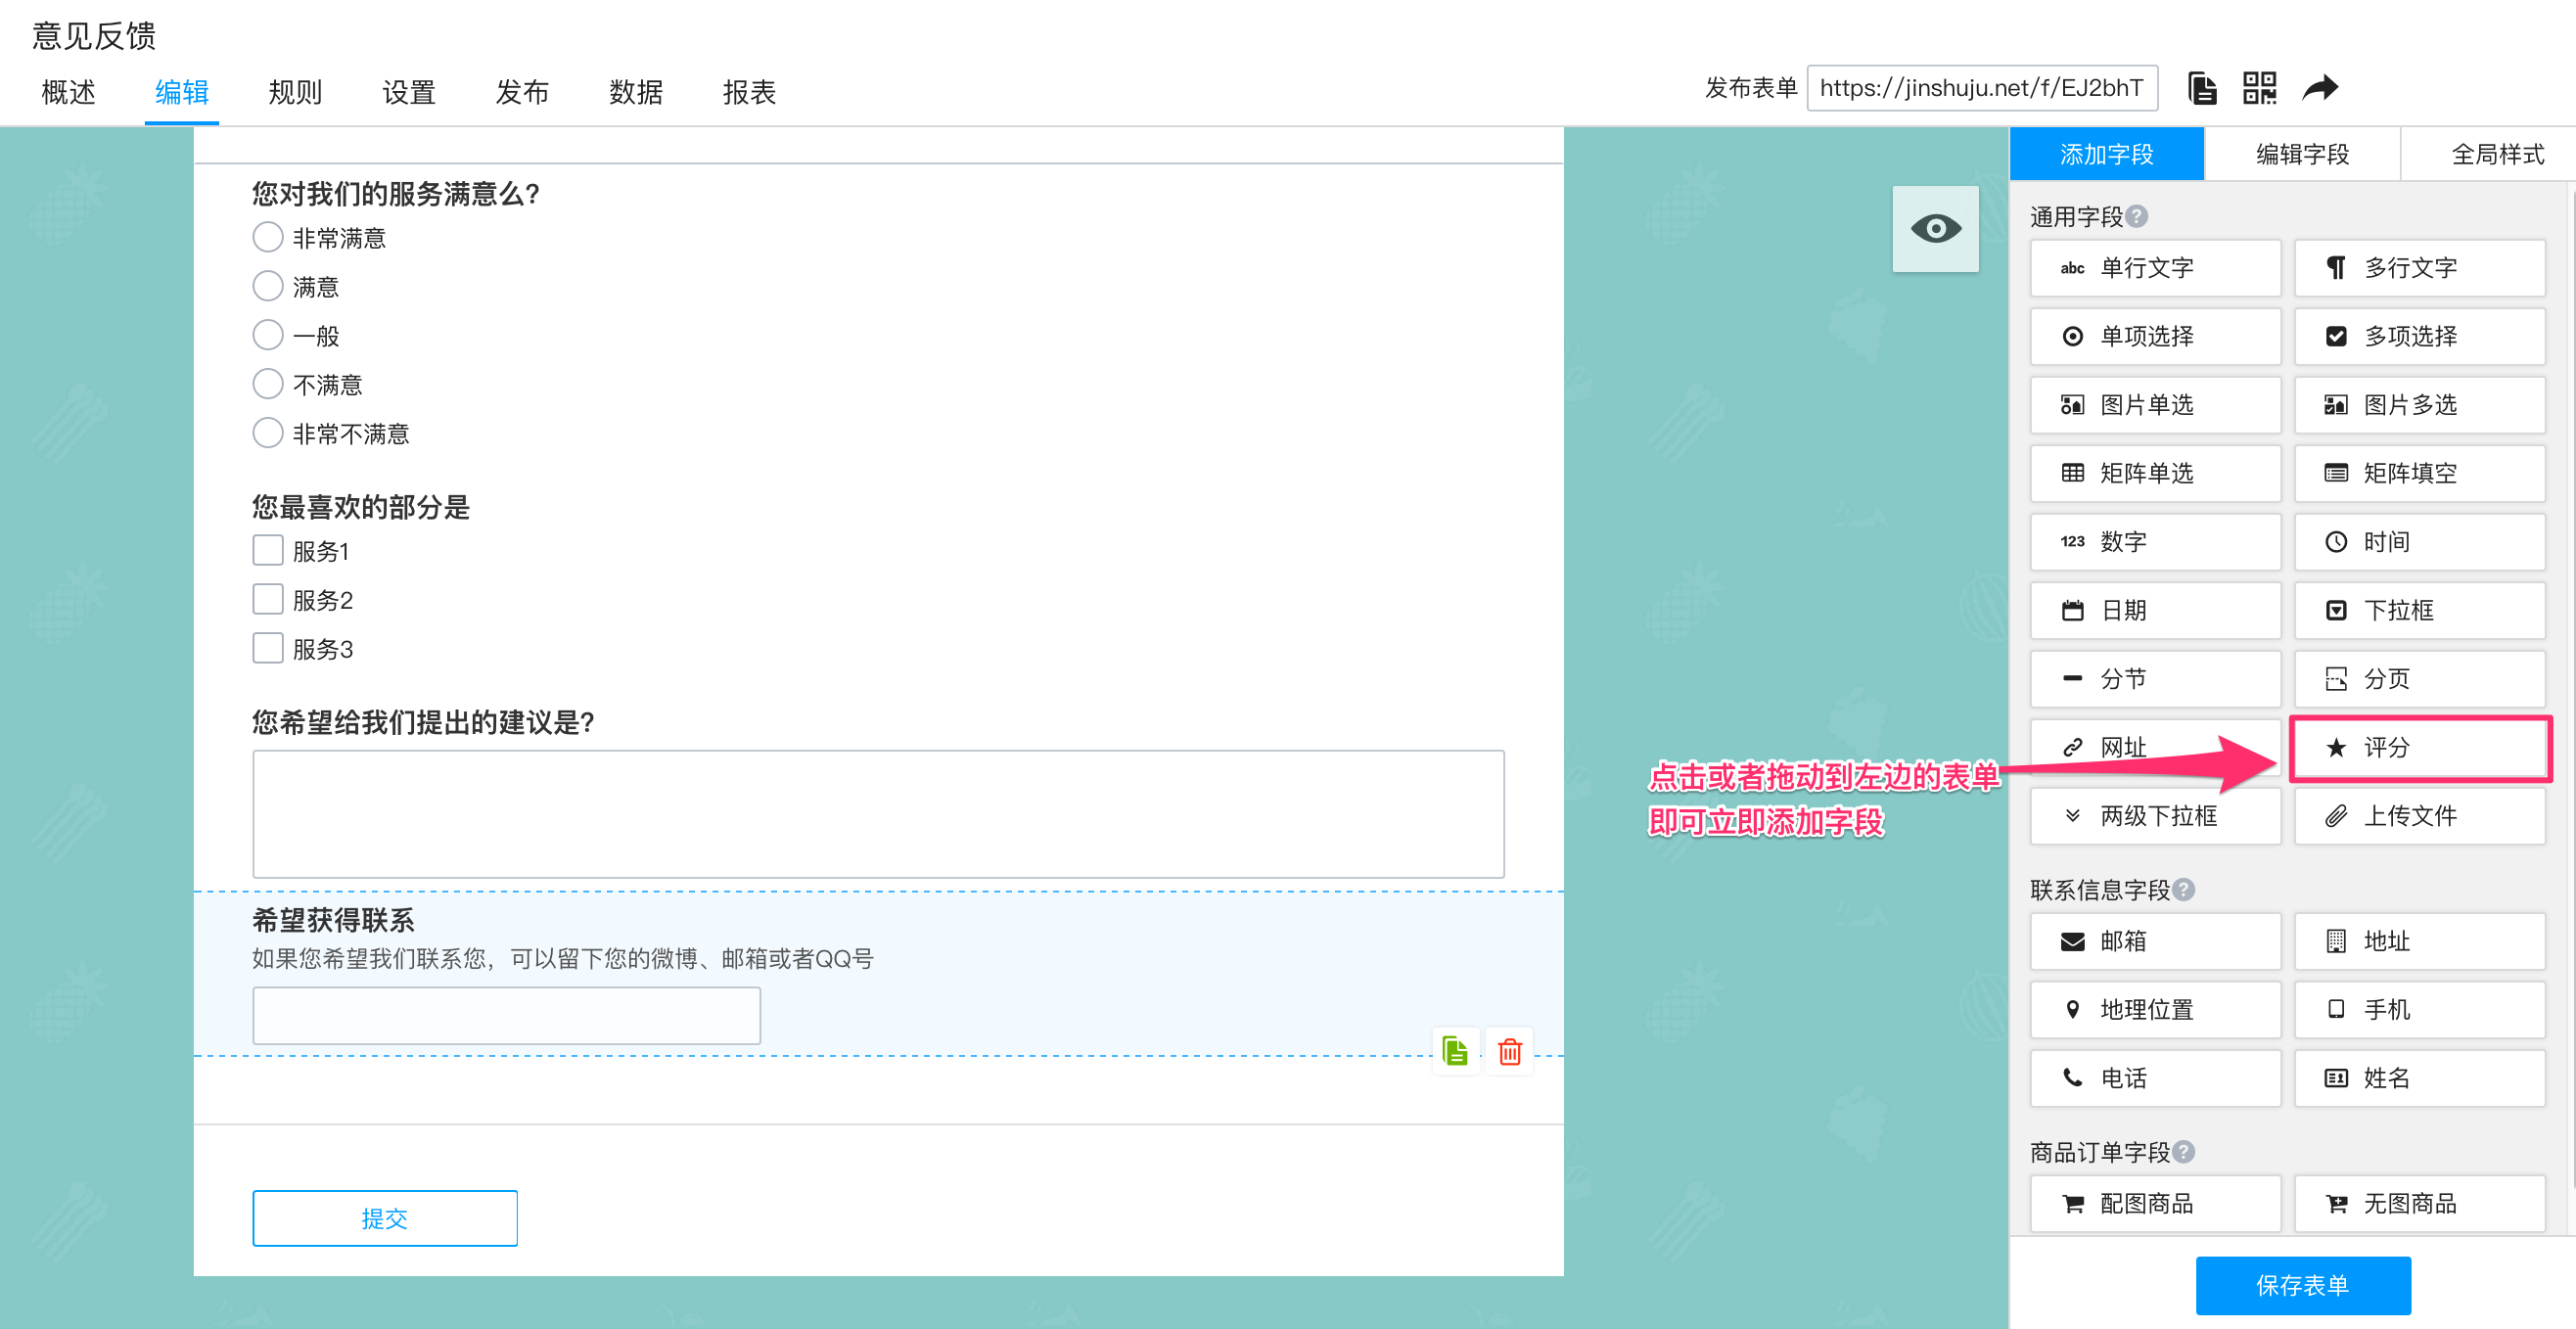 意见反馈
概述 编辑 规则 设置 发布 数据 报表
发布表单 https://jinshuju.net/f/EJ2bhT
添加字段 编辑字段 全局样式
您对我们的服务满意么?
非常满意
满意
一般
不满意
非常不满意
您最喜欢的部分是
服务1
服务2
服务3
您希望给我们提出的建议是?
希望获得联系
如果您希望我们联系您，可以留下您的微博、邮箱或者QQ号
提交
点击或者拖动到左边的表单
即可立即添加字段
通用字段?
abc 单行文字 多行文字
单项选择 多项选择
图片单选 图片多选
矩阵单选 矩阵填空
123 数字 时间
日期 下拉框
分节 分页
网址 评分
两级下拉框 上传文件
联系信息字段?
邮箱 地址
地理位置 手机
电话 姓名
商品订单字段?
配图商品 无图商品
保存表单